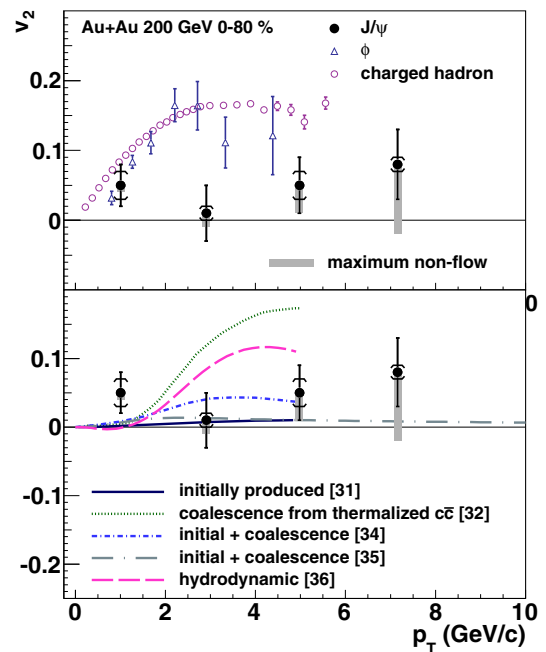 v2
Au+Au 200 GeV 0-80 %
J/ψ
ϕ
charged hadron
0.2
0.1
0
maximum non-flow
0
0.1
0
-0.1
-0.2
initially produced [31]
coalescence from thermalized cc̅ [32]
initial + coalescence [34]
initial + coalescence [35]
hydrodynamic [36]
0 2 4 6 8 10
pT (GeV/c)